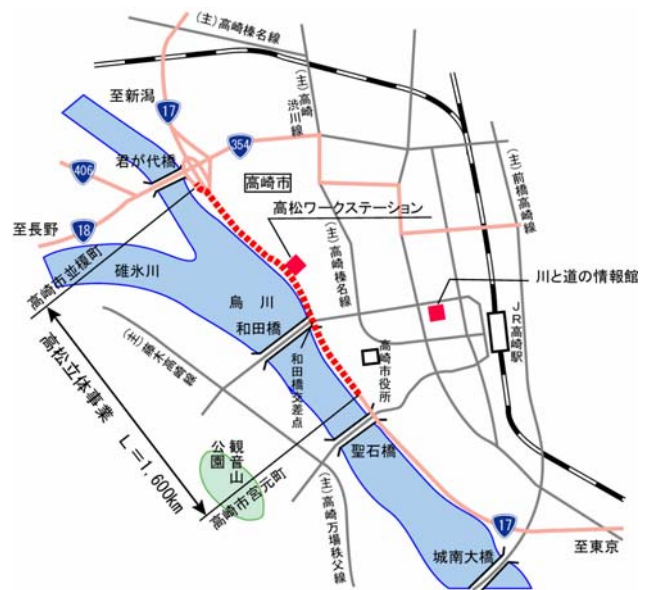 (主)高崎榛名線
(主)高崎渋川線
至新潟
17
354
君が代橋
406
高崎市
(主)前橋高崎線
高松ワークステーション
至長野
18
高崎市並榎町
碓氷川
烏川
(主)高崎榛名線
川と道の情報館
和田橋
JR高崎駅
(主)藤木高崎線
和田橋交差点
高崎市役所
高松立体事業 L=1,600km
観音山
公園
聖石橋
高崎市宮元町
(主)高崎万場秩父線
17
至東京
城南大橋